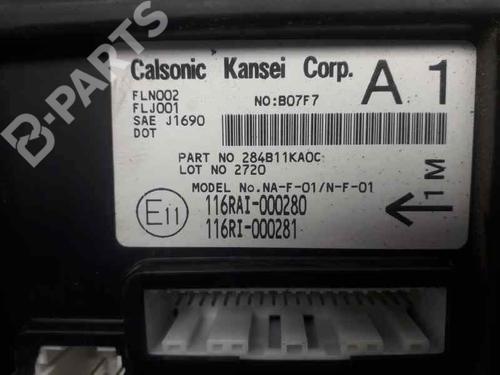 B-PARTS
Calsonic Kansei Corp.
A 1
FLN002
NO:B07F7
FLJ001
SAE J1690
DOT
PART NO 284B11KA0C
LOT NO 2720
MODEL No.NA-F-01/N-F-01
1M
E11
116RAI-000280
116RI-000281